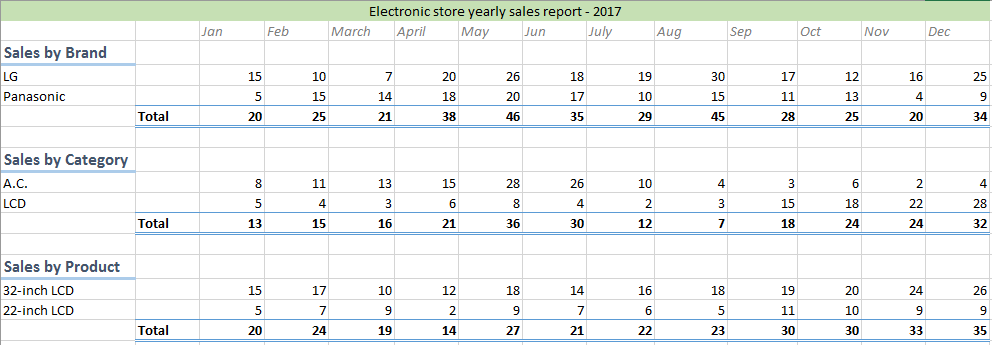 Electronic store yearly sales report - 2017
Jan Feb March April May Jun July Aug Sep Oct Nov Dec
Sales by Brand
LG 15 10 7 20 26 18 19 30 17 12 16 25
Panasonic 5 15 14 18 20 17 10 15 11 13 4 9
Total 20 25 21 38 46 35 29 45 28 25 20 34
Sales by Category
A.C. 8 11 13 15 28 26 10 4 3 6 2 4
LCD 5 4 3 6 8 4 2 3 15 18 22 28
Total 13 15 16 21 36 30 12 7 18 24 24 32
Sales by Product
32-inch LCD 15 17 10 12 18 14 16 18 19 20 24 26
22-inch LCD 5 7 9 2 9 7 6 5 11 10 9 9
Total 20 24 19 14 27 21 22 23 30 30 33 35